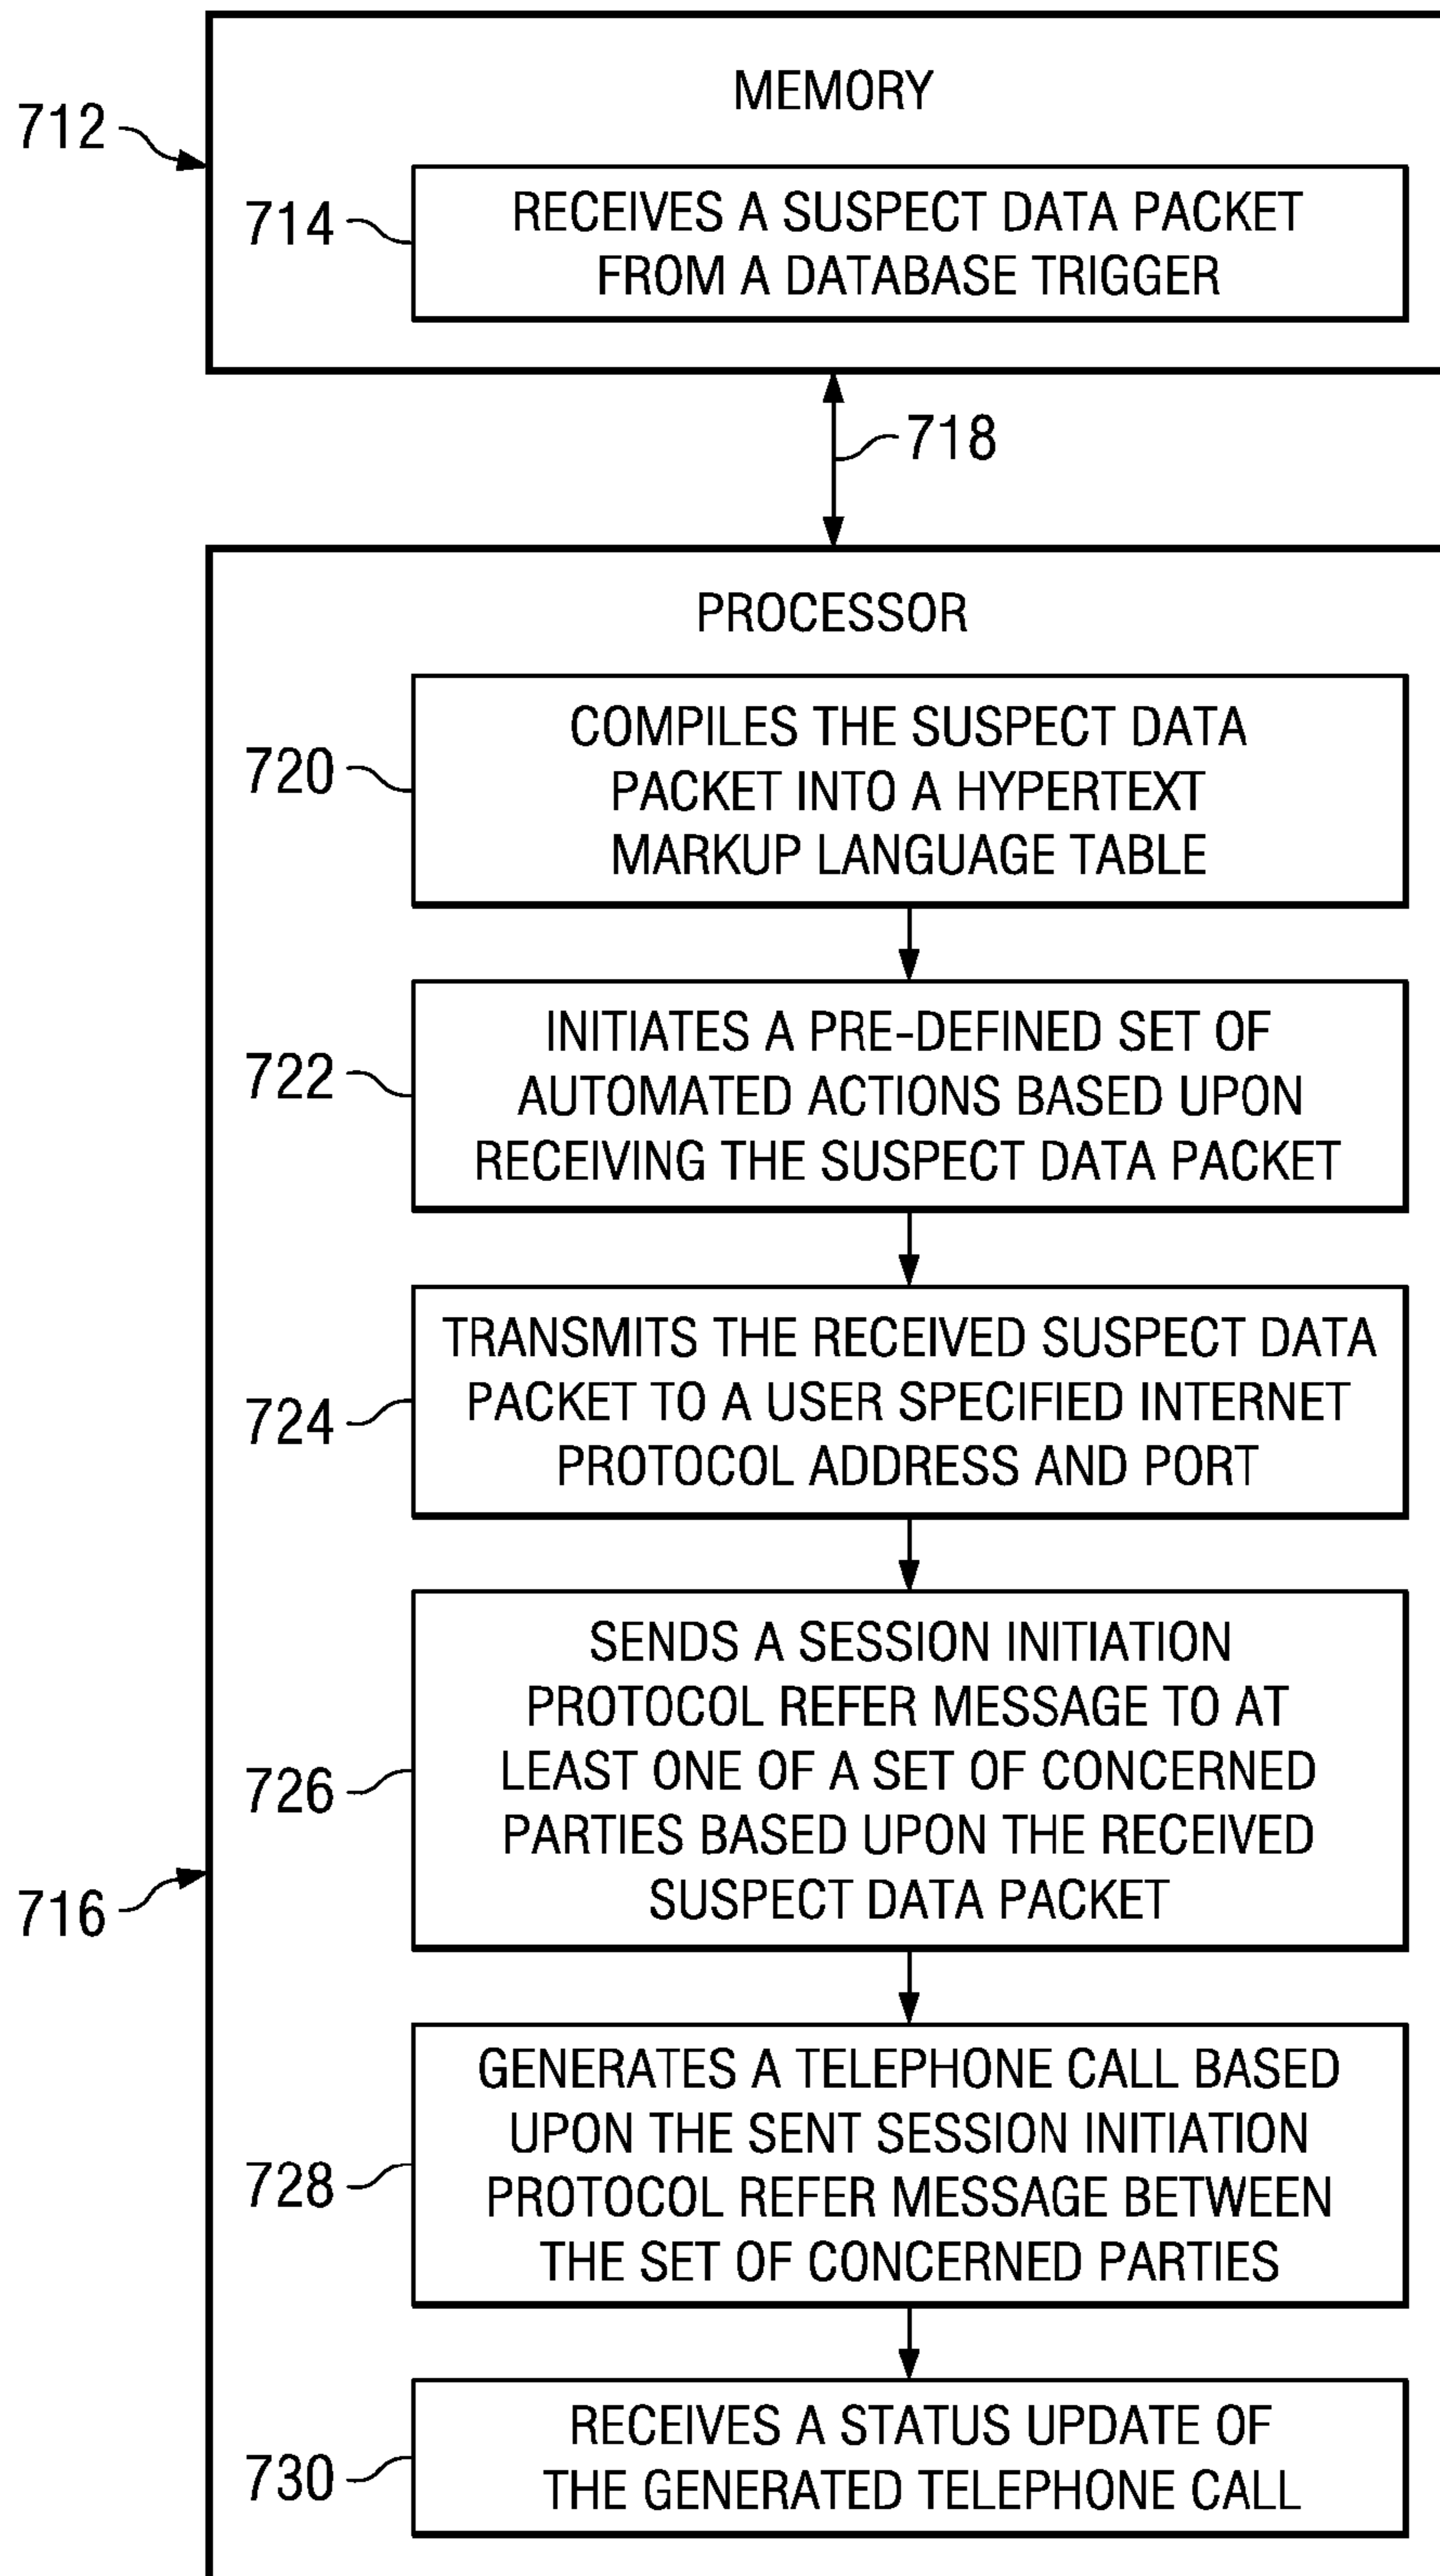 MEMORY
712
714
RECEIVES A SUSPECT DATA PACKET
FROM A DATABASE TRIGGER
718
PROCESSOR
720
COMPILES THE SUSPECT DATA
PACKET INTO A HYPERTEXT
MARKUP LANGUAGE TABLE
722
INITIATES A PRE-DEFINED SET OF
AUTOMATED ACTIONS BASED UPON
RECEIVING THE SUSPECT DATA PACKET
724
TRANSMITS THE RECEIVED SUSPECT DATA
PACKET TO A USER SPECIFIED INTERNET
PROTOCOL ADDRESS AND PORT
726
SENDS A SESSION INITIATION
PROTOCOL REFER MESSAGE TO AT
LEAST ONE OF A SET OF CONCERNED
PARTIES BASED UPON THE RECEIVED
SUSPECT DATA PACKET
716
728
GENERATES A TELEPHONE CALL BASED
UPON THE SENT SESSION INITIATION
PROTOCOL REFER MESSAGE BETWEEN
THE SET OF CONCERNED PARTIES
730
RECEIVES A STATUS UPDATE OF
THE GENERATED TELEPHONE CALL